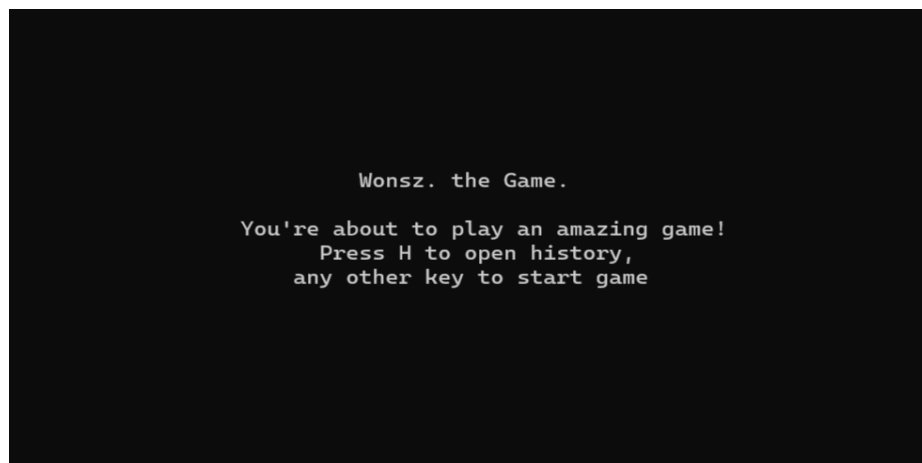 Wonsz. the Game.
You're about to play an amazing game!
Press H to open history,
any other key to start game